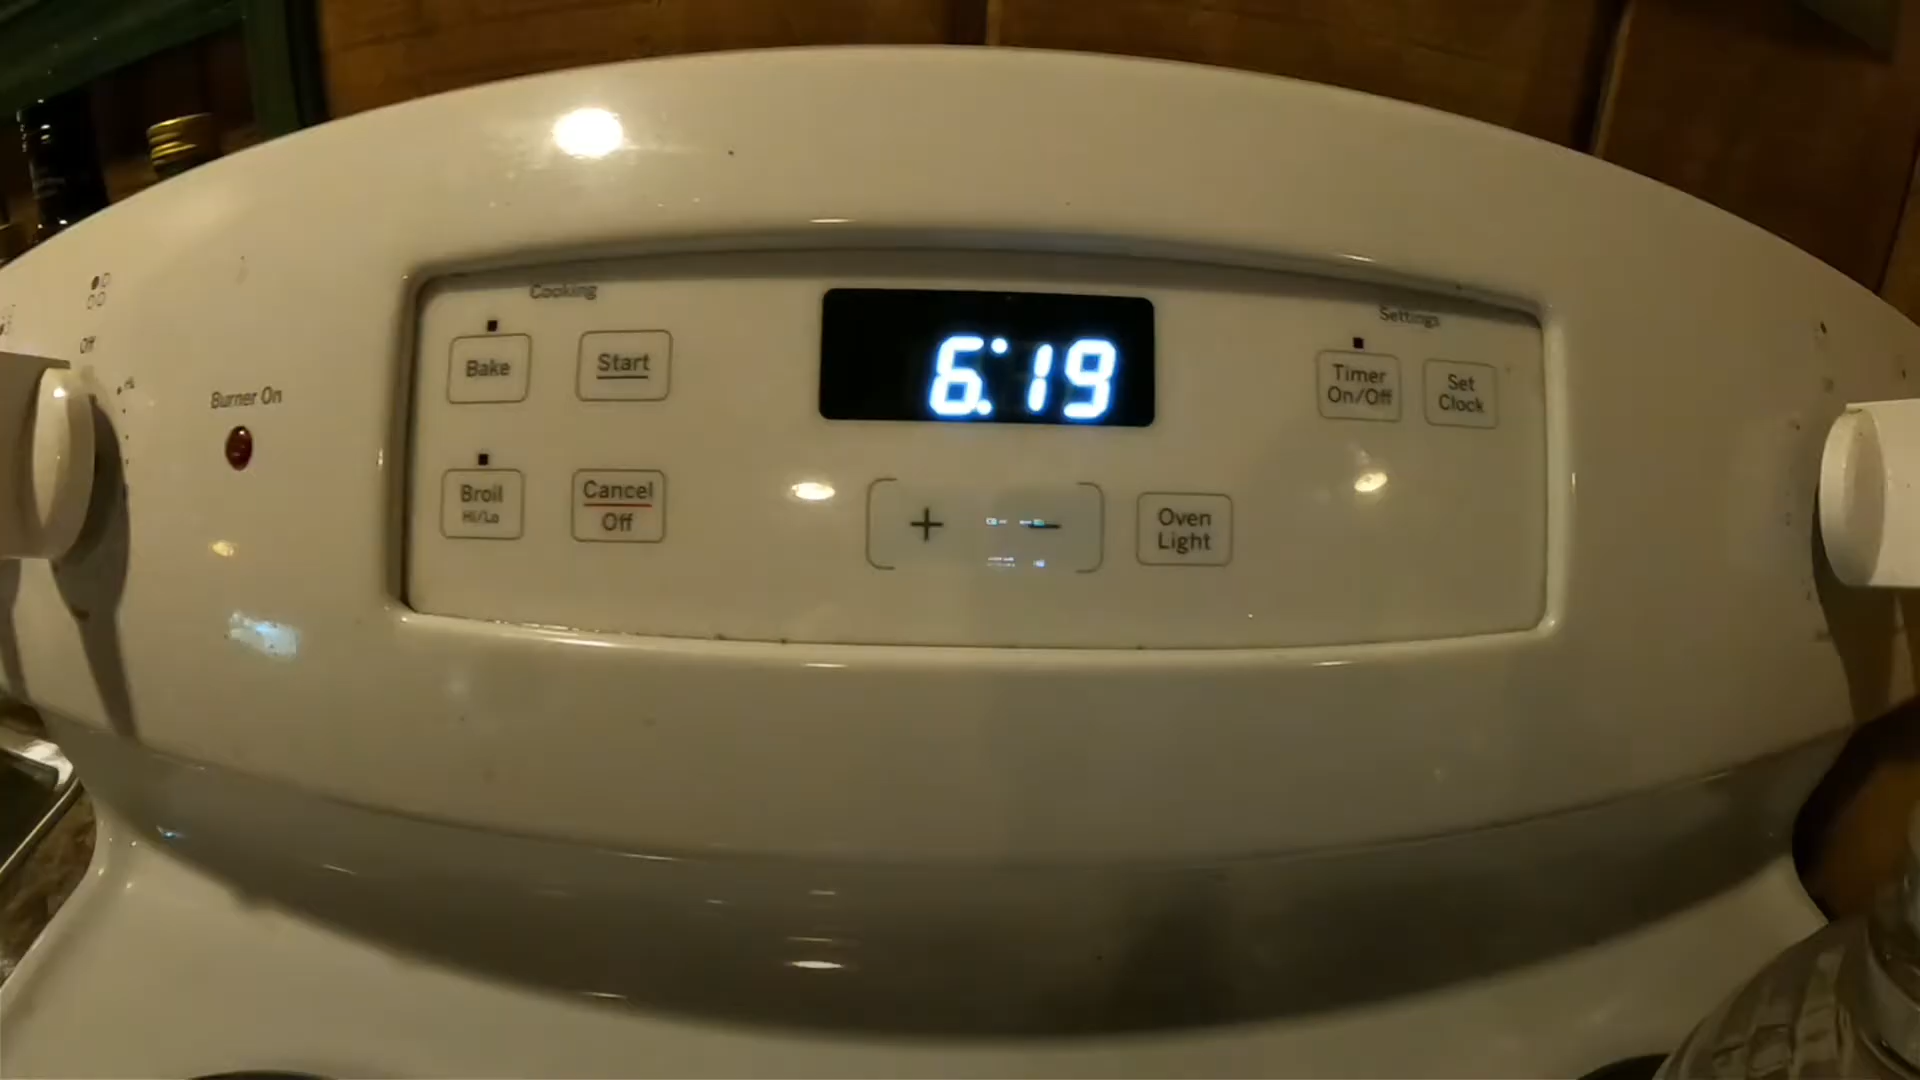 Cooking
Bake
Start
6:19
Settings
Timer
On/Off
Set
Clock
Off
Hi
Burner On
Broil
Hi/Lo
Cancel
Off
+
−
Oven
Light